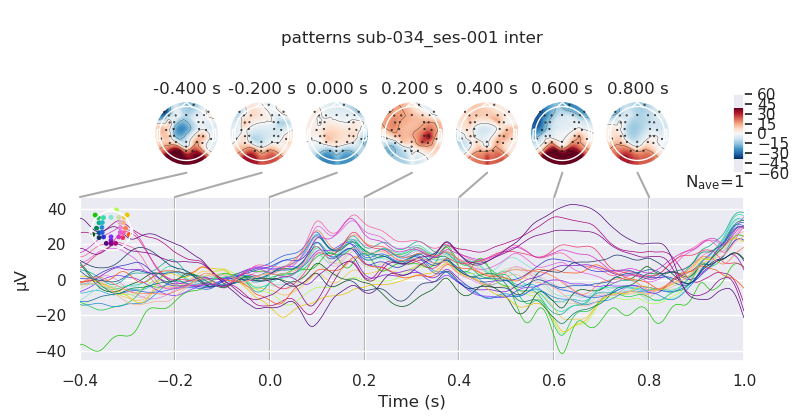 patterns sub-034_ses-001 inter
-0.400 s -0.200 s 0.000 s 0.200 s 0.400 s 0.600 s 0.800 s
60
45
30
15
0
−15
−30
−45
−60
Nave=1
40
20
0
−20
−40
µV
−0.4 −0.2 0.0 0.2 0.4 0.6 0.8 1.0
Time (s)